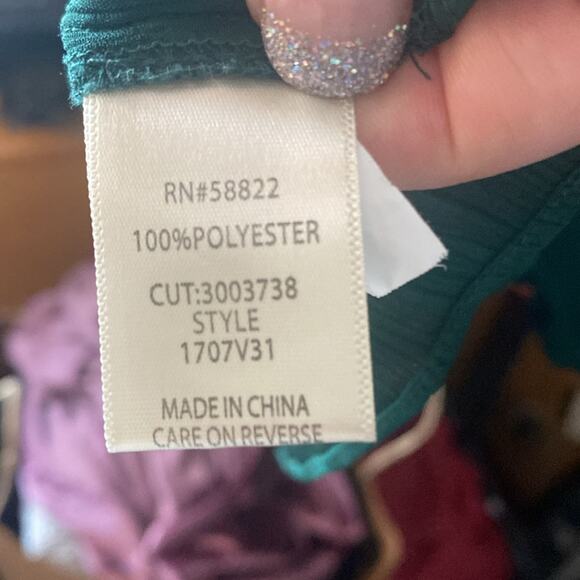 RN#58822
100%POLYESTER
CUT:3003738
STYLE
1707V31
MADE IN CHINA
CARE ON REVERSE